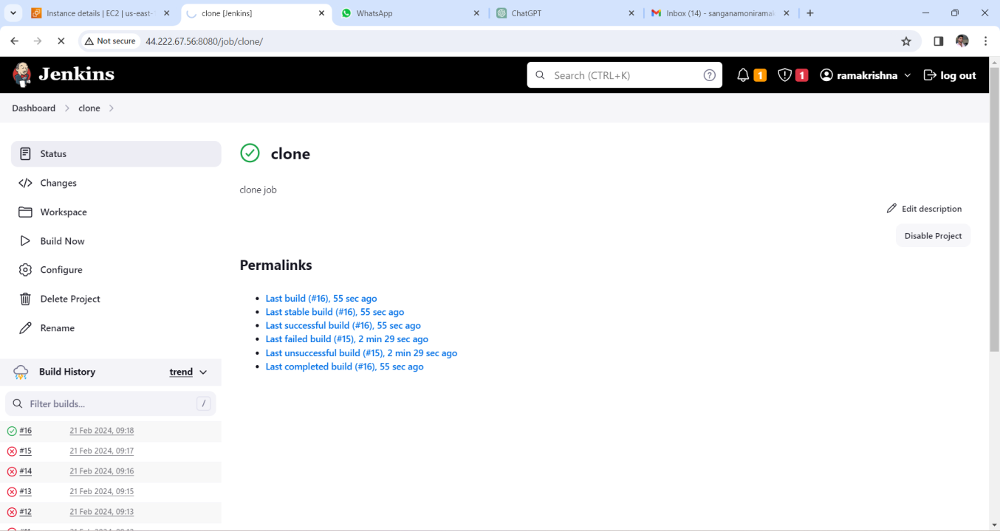 Instance details | EC2 | us-east-
clone [Jenkins]
WhatsApp
ChatGPT
Inbox (14) - sanganamonirama
Not secure
44.222.67.56:8080/job/clone/
Jenkins
Search (CTRL+K)
?
1
1
ramakrishna
log out
Dashboard
clone
Status
Changes
Workspace
Build Now
Configure
Delete Project
Rename
clone
clone job
Edit description
Disable Project
Permalinks
Last build (#16), 55 sec ago
Last stable build (#16), 55 sec ago
Last successful build (#16), 55 sec ago
Last failed build (#15), 2 min 29 sec ago
Last unsuccessful build (#15), 2 min 29 sec ago
Last completed build (#16), 55 sec ago
Build History
trend
Filter builds...
/
#16 21 Feb 2024, 09:18
#15 21 Feb 2024, 09:17
#14 21 Feb 2024, 09:16
#13 21 Feb 2024, 09:15
#12 21 Feb 2024, 09:13